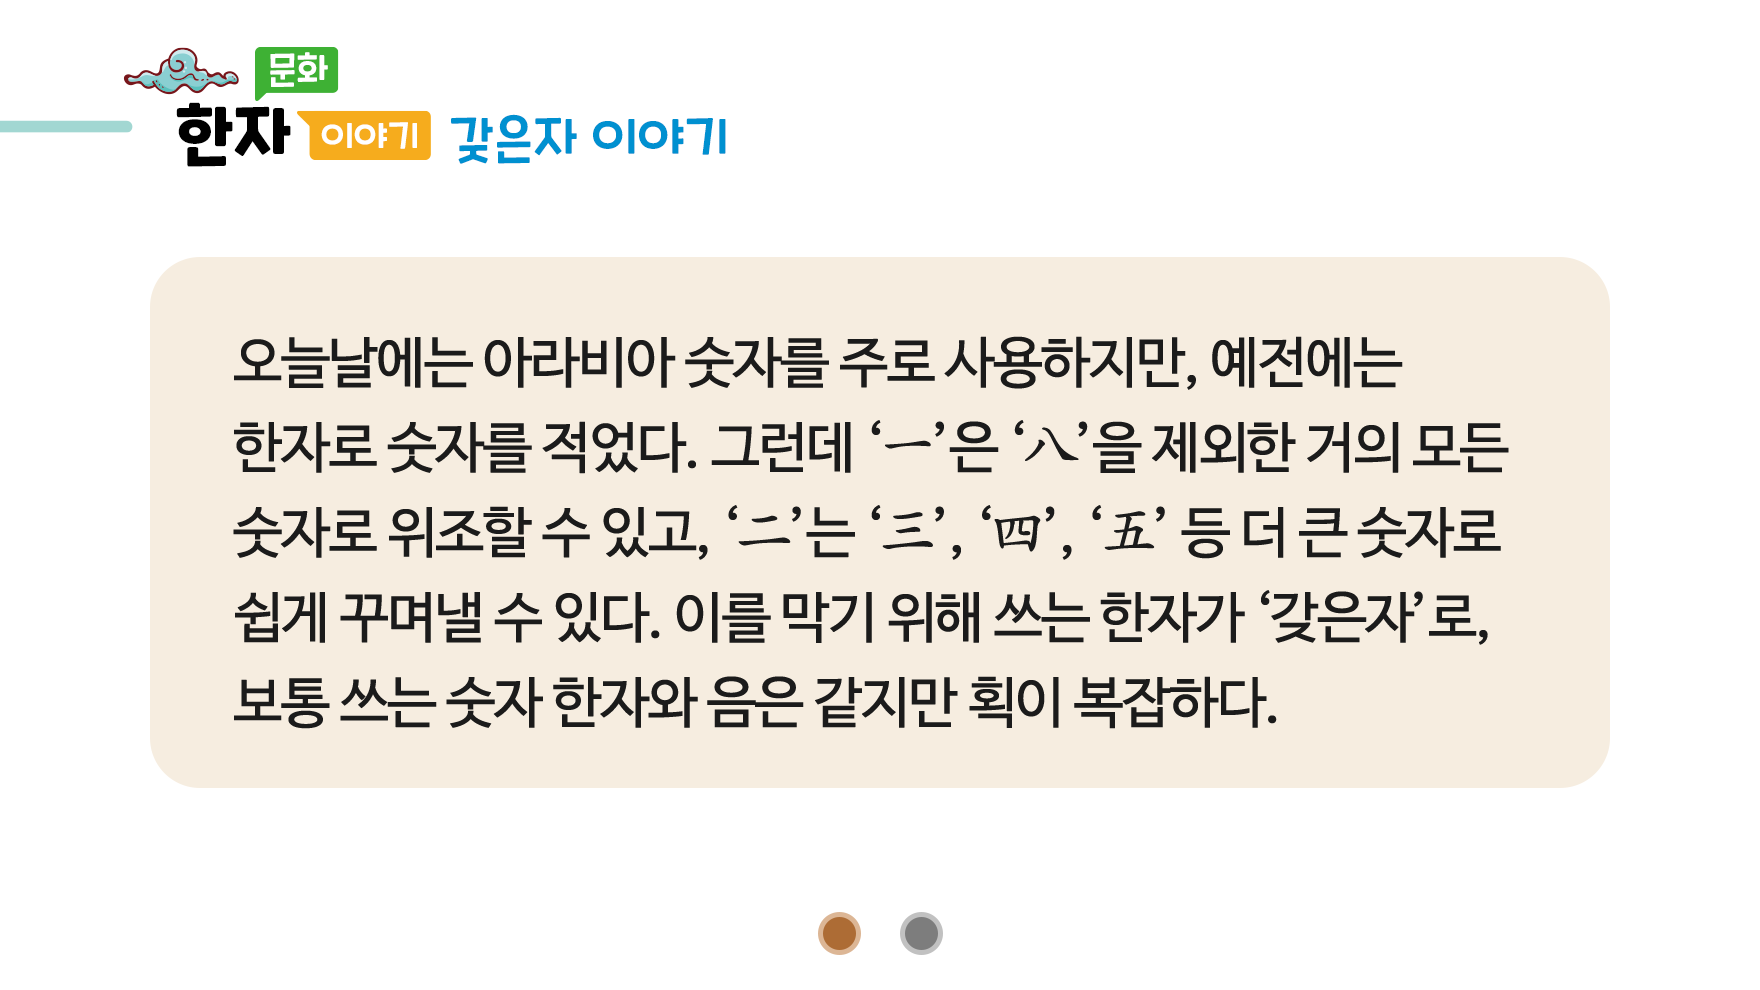 문화
한자 이야기 갖은자 이야기
오늘날에는 아라비아 숫자를 주로 사용하지만, 예전에는
한자로 숫자를 적었다. 그런데 ‘一’은 ‘八’을 제외한 거의 모든
숫자로 위조할 수 있고, ‘二’는 ‘三’, ‘四’, ‘五’ 등 더 큰 숫자로
쉽게 꾸며낼 수 있다. 이를 막기 위해 쓰는 한자가 ‘갖은자’로,
보통 쓰는 숫자 한자와 음은 같지만 획이 복잡하다.